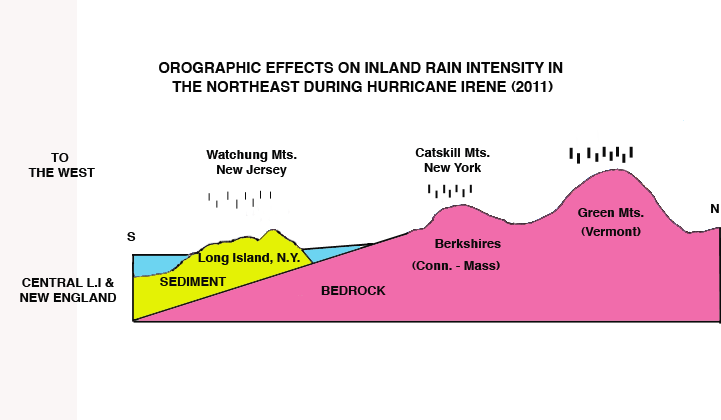 OROGRAPHIC EFFECTS ON INLAND RAIN INTENSITY IN
THE NORTHEAST DURING HURRICANE IRENE (2011)
TO
THE WEST
Watchung Mts.
New Jersey
Catskill Mts.
New York
S
N
Green Mts.
(Vermont)
Berkshires
(Conn. - Mass)
Long Island, N.Y.
SEDIMENT
BEDROCK
CENTRAL L.I &
NEW ENGLAND